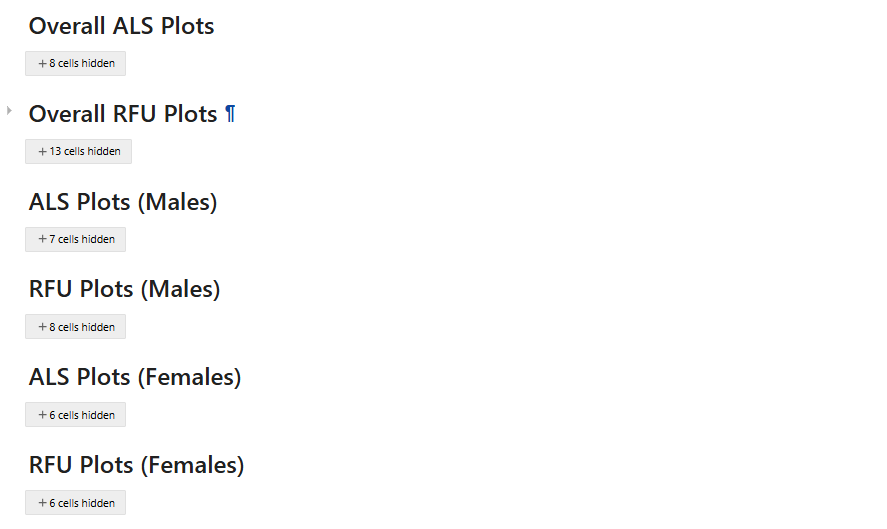 Overall ALS Plots
+ 8 cells hidden
Overall RFU Plots ¶
+ 13 cells hidden
ALS Plots (Males)
+ 7 cells hidden
RFU Plots (Males)
+ 8 cells hidden
ALS Plots (Females)
+ 6 cells hidden
RFU Plots (Females)
+ 6 cells hidden